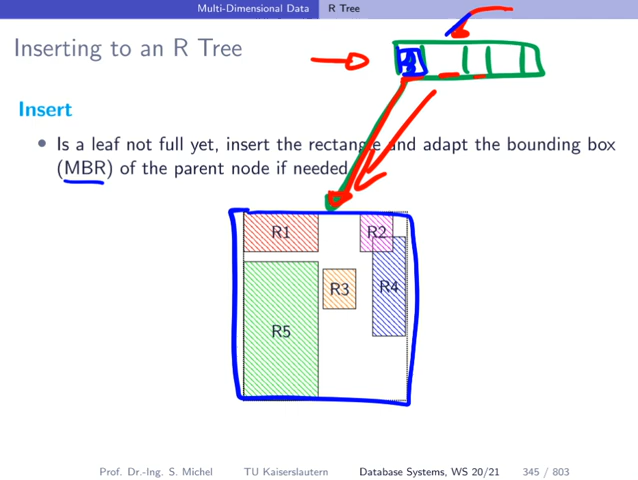 Multi-Dimensional Data R Tree
Inserting to an R Tree
Insert
Is a leaf not full yet, insert the rectangle and adapt the bounding box
(MBR) of the parent node if needed
R1
R2
R3
R4
R5
Prof. Dr.-Ing. S. Michel TU Kaiserslautern Database Systems, WS 20/21 345 / 803